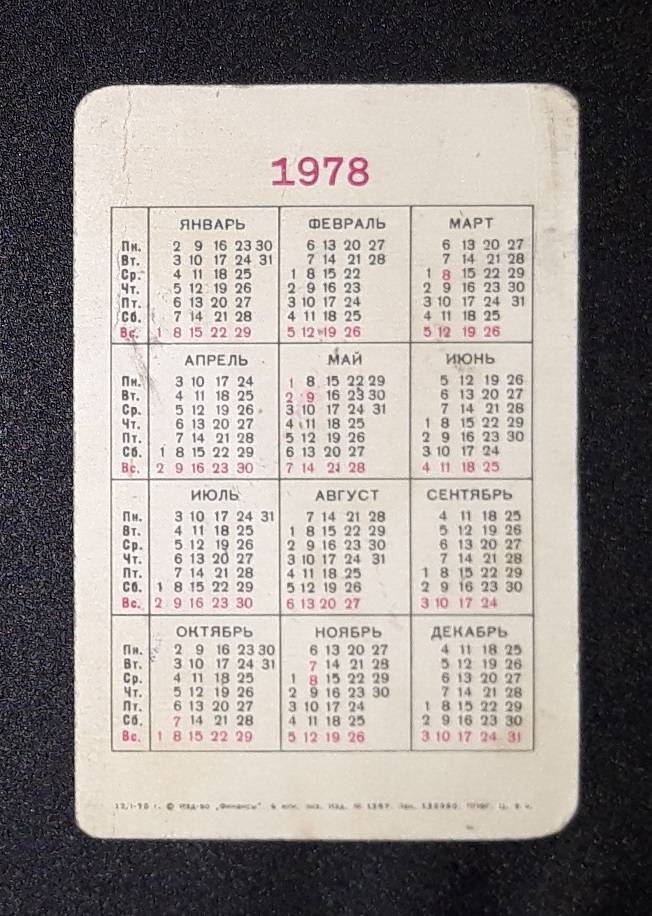 1978
ЯНВАРЬ ФЕВРАЛЬ МАРТ
Пн. 2 9 16 23 30 6 13 20 27 6 13 20 27
Вт. 3 10 17 24 31 7 14 21 28 7 14 21 28
Ср. 4 11 18 25 1 8 15 22 1 8 15 22 29
Чт. 5 12 19 26 2 9 16 23 2 9 16 23 30
Пт. 6 13 20 27 3 10 17 24 3 10 17 24 31
Сб. 7 14 21 28 4 11 18 25 4 11 18 25
Вс. 1 8 15 22 29 5 12 19 26 5 12 19 26
АПРЕЛЬ МАЙ ИЮНЬ
Пн. 3 10 17 24 1 8 15 22 29 5 12 19 26
Вт. 4 11 18 25 2 9 16 23 30 6 13 20 27
Ср. 5 12 19 26 3 10 17 24 31 7 14 21 28
Чт. 6 13 20 27 4 11 18 25 1 8 15 22 29
Пт. 7 14 21 28 5 12 19 26 2 9 16 23 30
Сб. 1 8 15 22 29 6 13 20 27 3 10 17 24
Вс. 2 9 16 23 30 7 14 21 28 4 11 18 25
ИЮЛЬ АВГУСТ СЕНТЯБРЬ
Пн. 3 10 17 24 31 7 14 21 28 4 11 18 25
Вт. 4 11 18 25 1 8 15 22 29 5 12 19 26
Ср. 5 12 19 26 2 9 16 23 30 6 13 20 27
Чт. 6 13 20 27 3 10 17 24 31 7 14 21 28
Пт. 7 14 21 28 4 11 18 25 1 8 15 22 29
Сб. 1 8 15 22 29 5 12 19 26 2 9 16 23 30
Вс. 2 9 16 23 30 6 13 20 27 3 10 17 24
ОКТЯБРЬ НОЯБРЬ ДЕКАБРЬ
Пн. 2 9 16 23 30 6 13 20 27 4 11 18 25
Вт. 3 10 17 24 31 7 14 21 28 5 12 19 26
Ср. 4 11 18 25 1 8 15 22 29 6 13 20 27
Чт. 5 12 19 26 2 9 16 23 30 7 14 21 28
Пт. 6 13 20 27 3 10 17 24 1 8 15 22 29
Сб. 7 14 21 28 4 11 18 25 2 9 16 23 30
Вс. 1 8 15 22 29 5 12 19 26 3 10 17 24 31
© Изд-во „Финансы". Изд. № Зак.